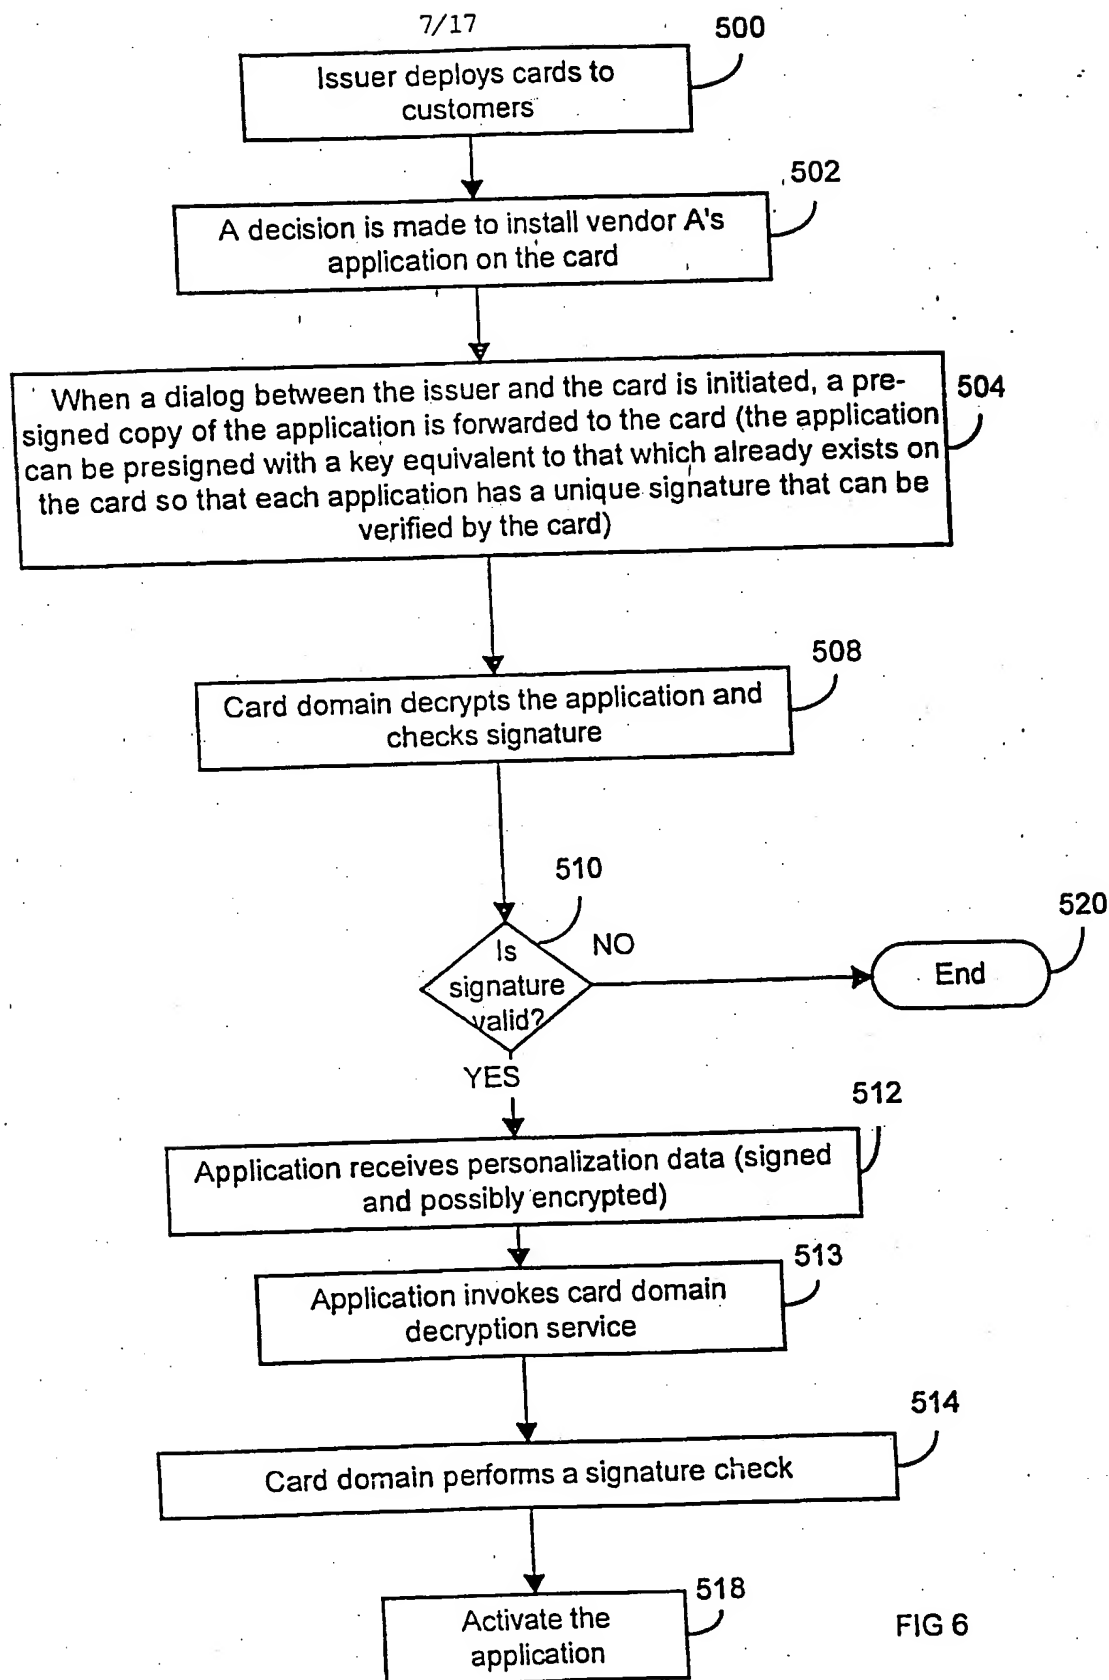 7/17
500
Issuer deploys cards to
customers
502
A decision is made to install vendor A's
application on the card
504
When a dialog between the issuer and the card is initiated, a pre-
signed copy of the application is forwarded to the card (the application
can be presigned with a key equivalent to that which already exists on
the card so that each application has a unique signature that can be
verified by the card)
508
Card domain decrypts the application and
checks signature
510
Is
signature
valid?
NO
520
End
YES
512
Application receives personalization data (signed
and possibly encrypted)
513
Application invokes card domain
decryption service
514
Card domain performs a signature check
518
Activate the
application
FIG 6